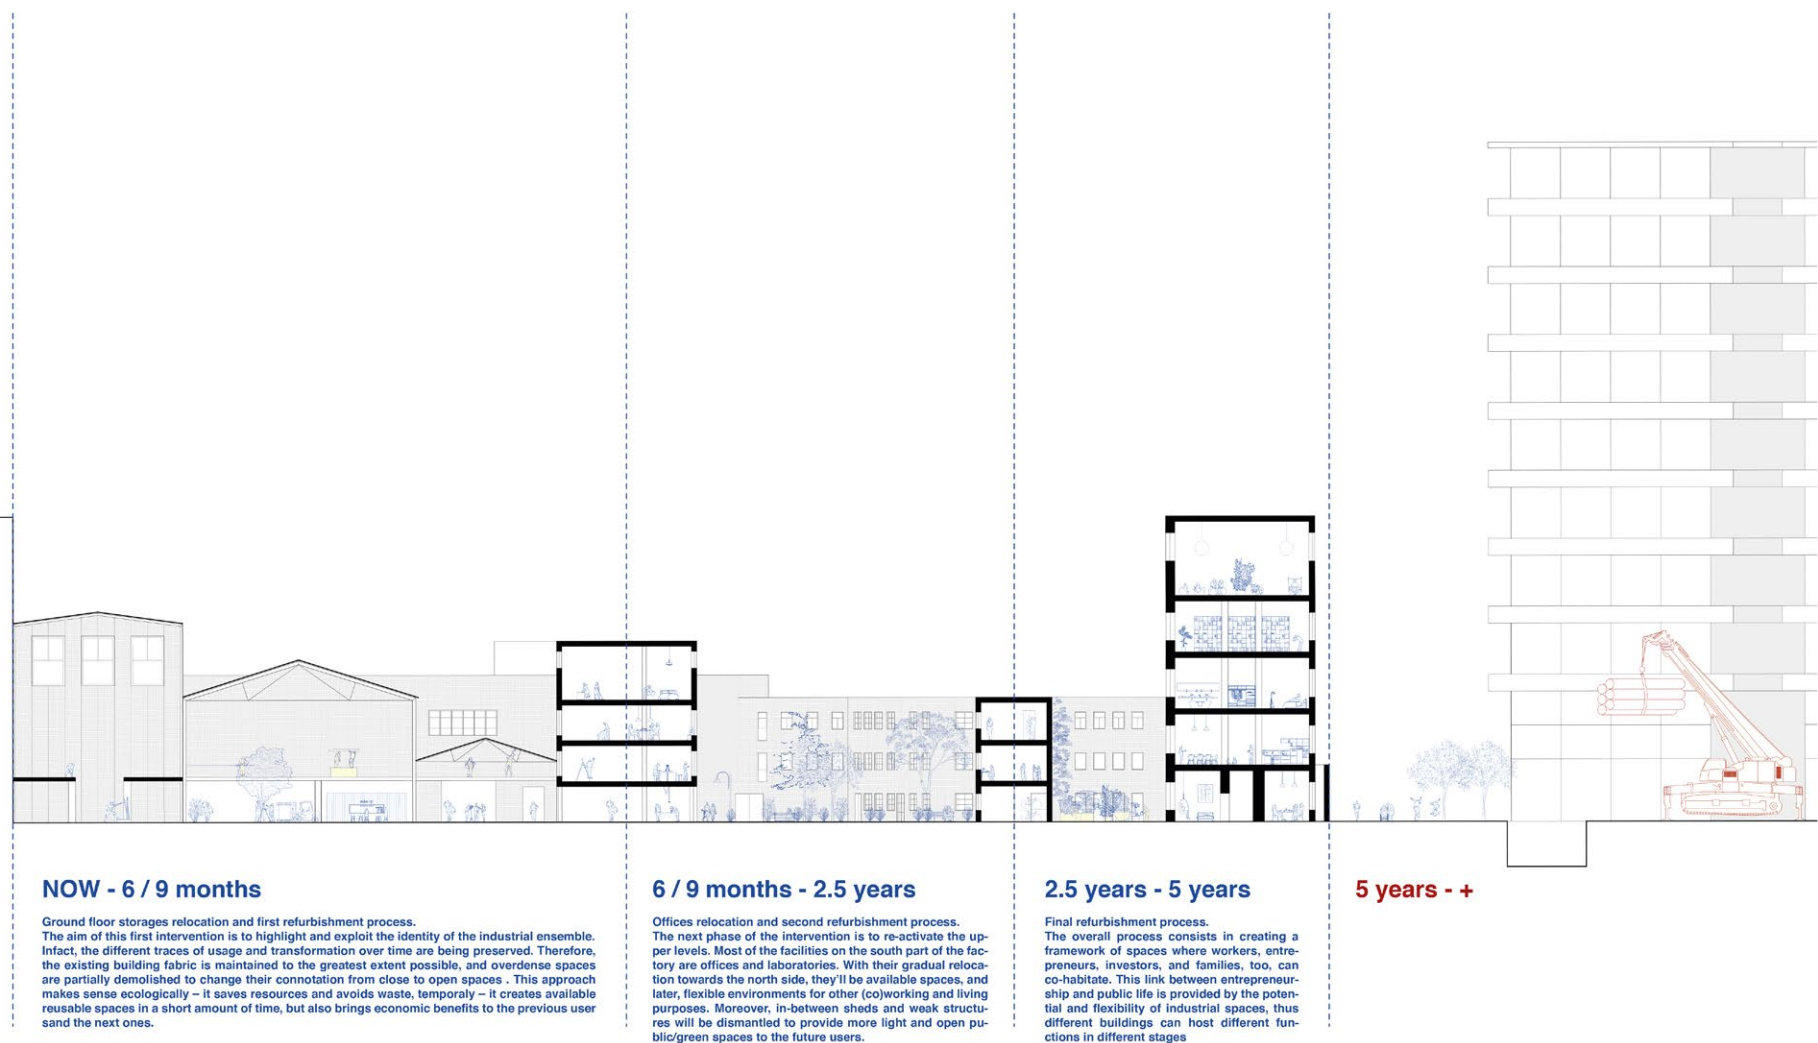 NOW - 6 / 9 months
Ground floor storages relocation and first refurbishment process.
The aim of this first intervention is to highlight and exploit the identity of the industrial ensemble.
Infact, the different traces of usage and transformation over time are being preserved. Therefore,
the existing building fabric is maintained to the greatest extent possible, and overdense spaces
are partially demolished to change their connotation from close to open spaces . This approach
makes sense ecologically – it saves resources and avoids waste, temporaly – it creates available
reusable spaces in a short amount of time, but also brings economic benefits to the previous user
sand the next ones.
6 / 9 months - 2.5 years
Offices relocation and second refurbishment process.
The next phase of the intervention is to re-activate the up-
per levels. Most of the facilities on the south part of the fac-
tory are offices and laboratories. With their gradual reloca-
tion towards the north side, they'll be available spaces, and
later, flexible environments for other (co)working and living
purposes. Moreover, in-between sheds and weak structu-
res will be dismantled to provide more light and open pu-
blic/green spaces to the future users.
2.5 years - 5 years
Final refurbishment process.
The overall process consists in creating a
framework of spaces where workers, entre-
preneurs, investors, and families, too, can
co-habitate. This link between entrepreneur-
ship and public life is provided by the poten-
tial and flexibility of industrial spaces, thus
different buildings can host different fun-
ctions in different stages
5 years - +